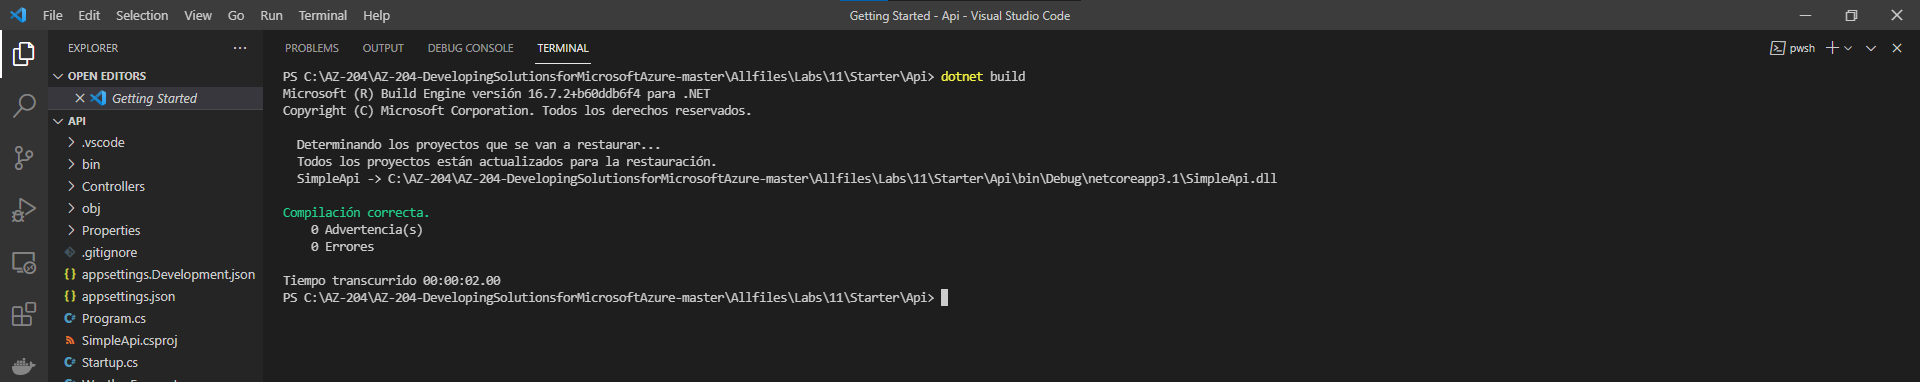 File Edit Selection View Go Run Terminal Help
Getting Started - Api - Visual Studio Code
EXPLORER
OPEN EDITORS
Getting Started
API
.vscode
bin
Controllers
obj
Properties
.gitignore
appsettings.Development.json
appsettings.json
Program.cs
SimpleApi.csproj
Startup.cs
PROBLEMS OUTPUT DEBUG CONSOLE TERMINAL
pwsh
PS C:\AZ-204\AZ-204-DevelopingSolutionsforMicrosoftAzure-master\Allfiles\Labs\11\Starter\Api> dotnet build
Microsoft (R) Build Engine versión 16.7.2+b60ddb6f4 para .NET
Copyright (C) Microsoft Corporation. Todos los derechos reservados.
Determinando los proyectos que se van a restaurar...
Todos los proyectos están actualizados para la restauración.
SimpleApi -> C:\AZ-204\AZ-204-DevelopingSolutionsforMicrosoftAzure-master\Allfiles\Labs\11\Starter\Api\bin\Debug\netcoreapp3.1\SimpleApi.dll
Compilación correcta.
0 Advertencia(s)
0 Errores
Tiempo transcurrido 00:00:02.00
PS C:\AZ-204\AZ-204-DevelopingSolutionsforMicrosoftAzure-master\Allfiles\Labs\11\Starter\Api>